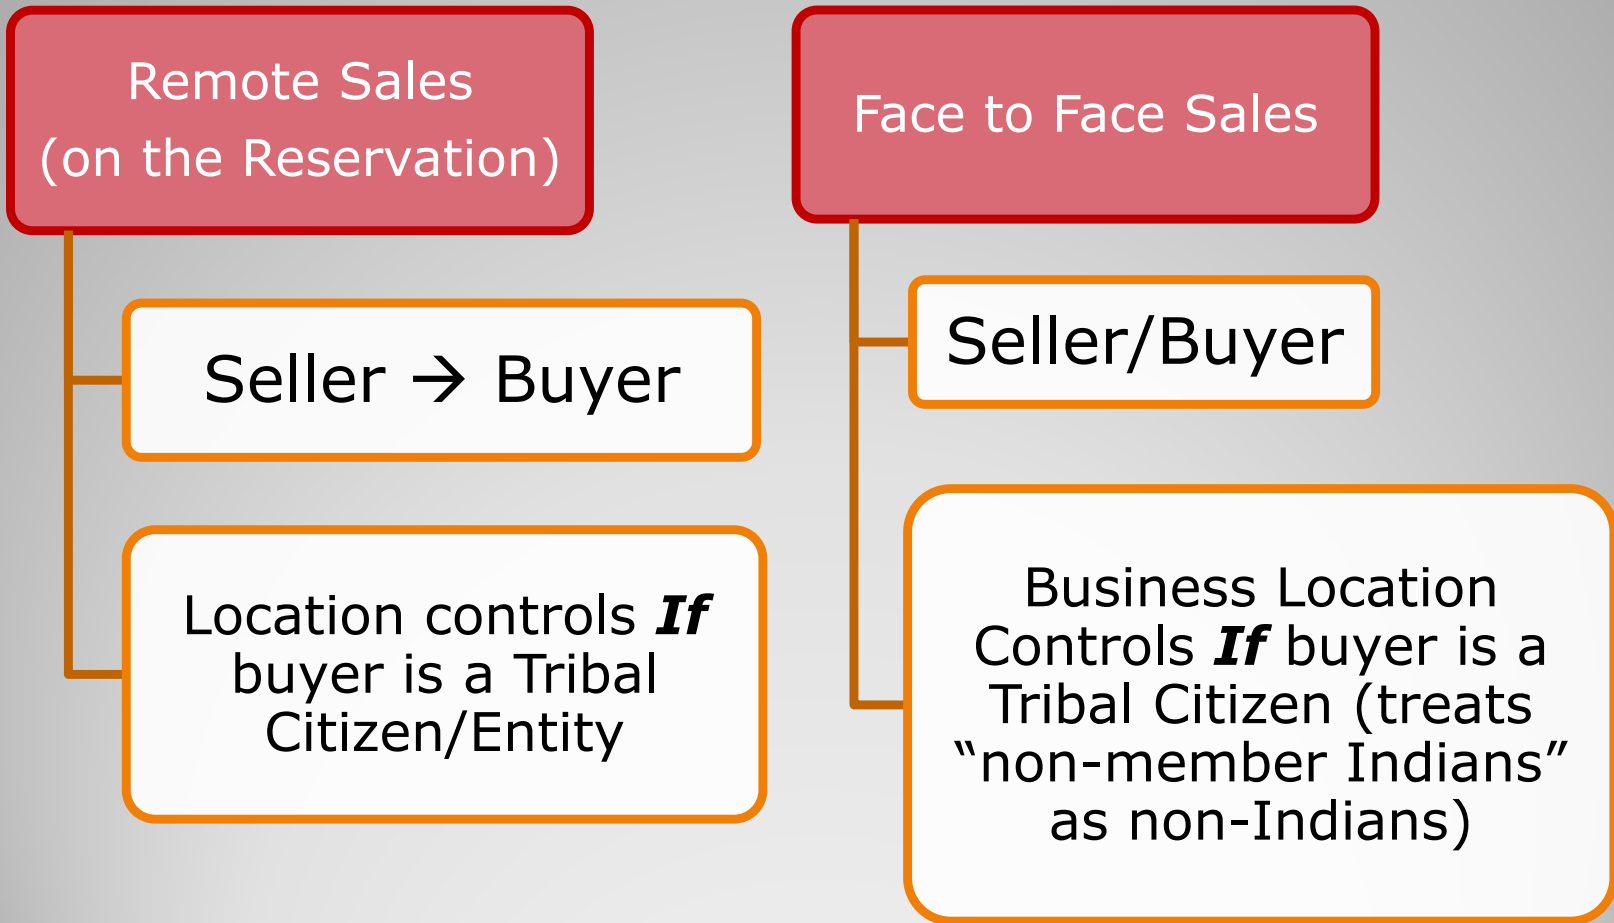 Remote Sales
(on the Reservation)
Seller → Buyer
Location controls If
buyer is a Tribal
Citizen/Entity
Face to Face Sales
Seller/Buyer
Business Location
Controls If buyer is a
Tribal Citizen (treats
“non-member Indians”
as non-Indians)